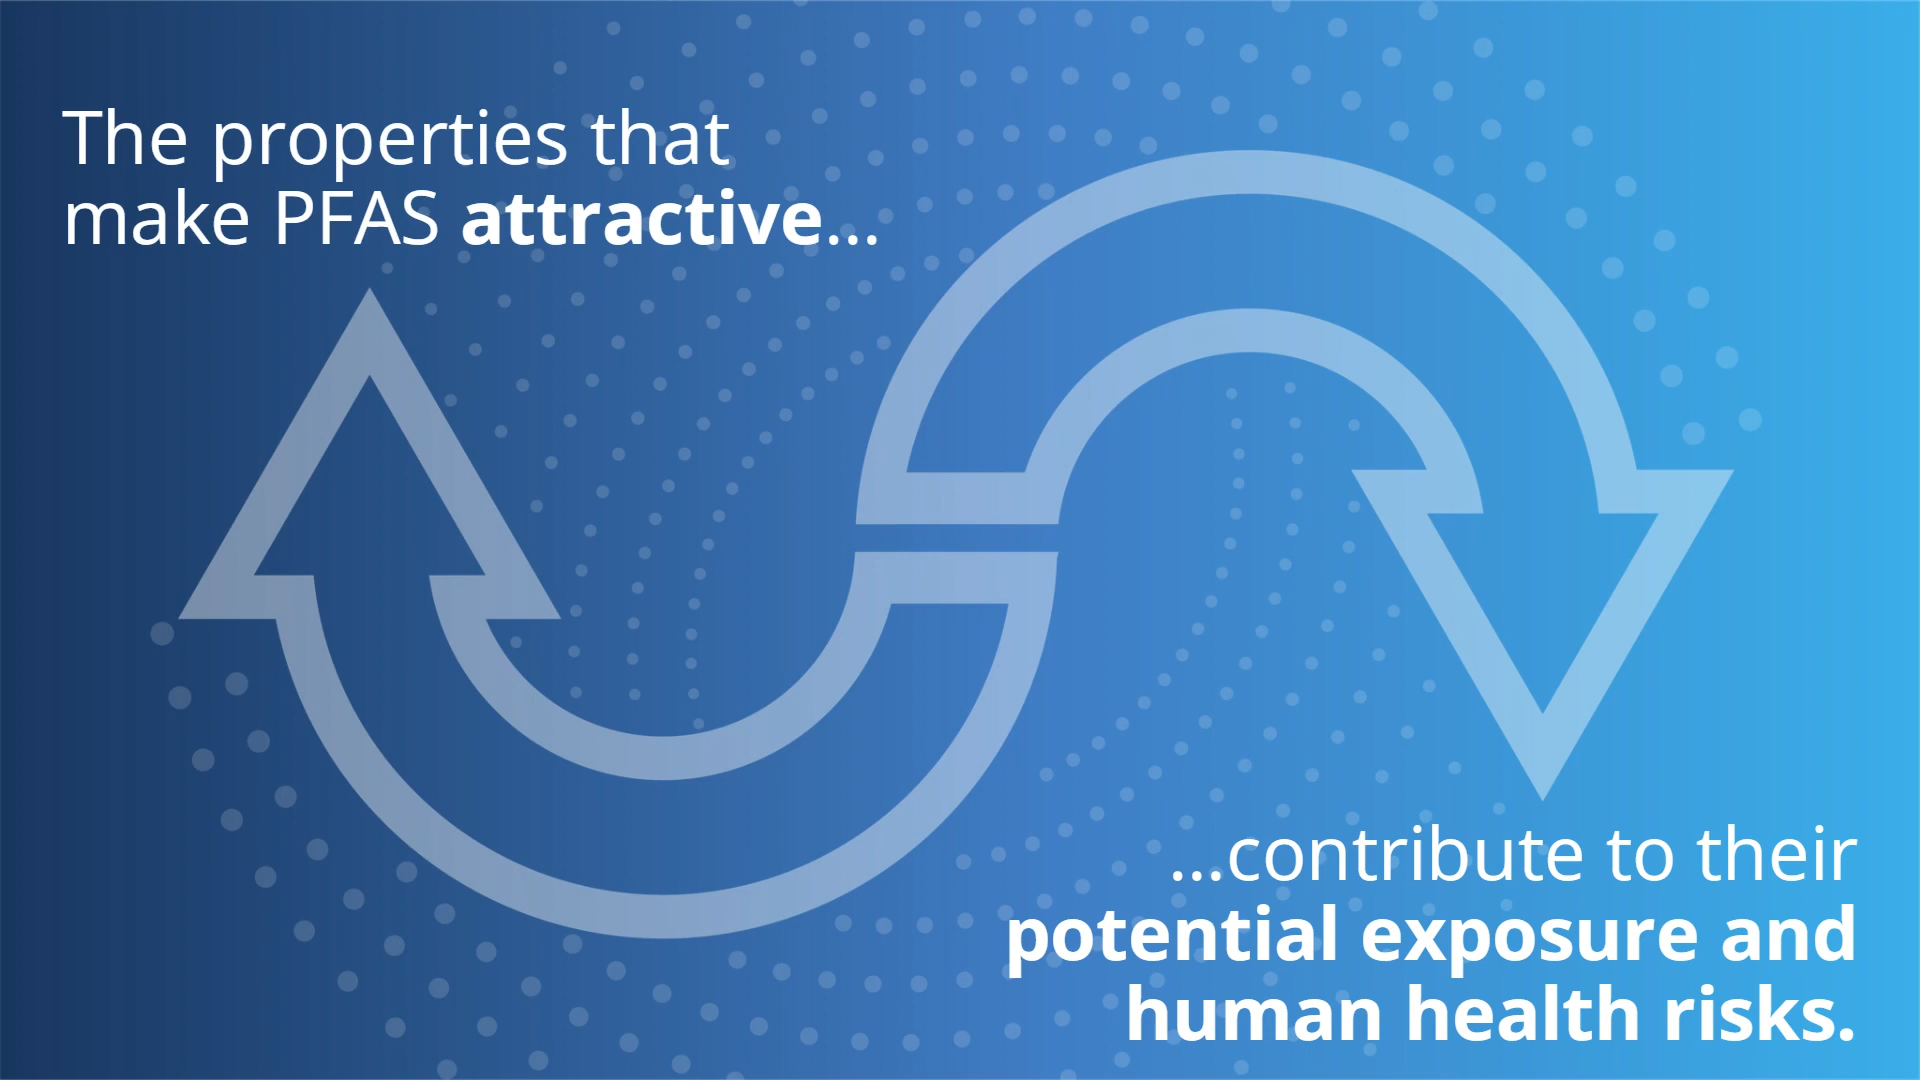 The properties that
make PFAS attractive...
...contribute to their
potential exposure and
human health risks.